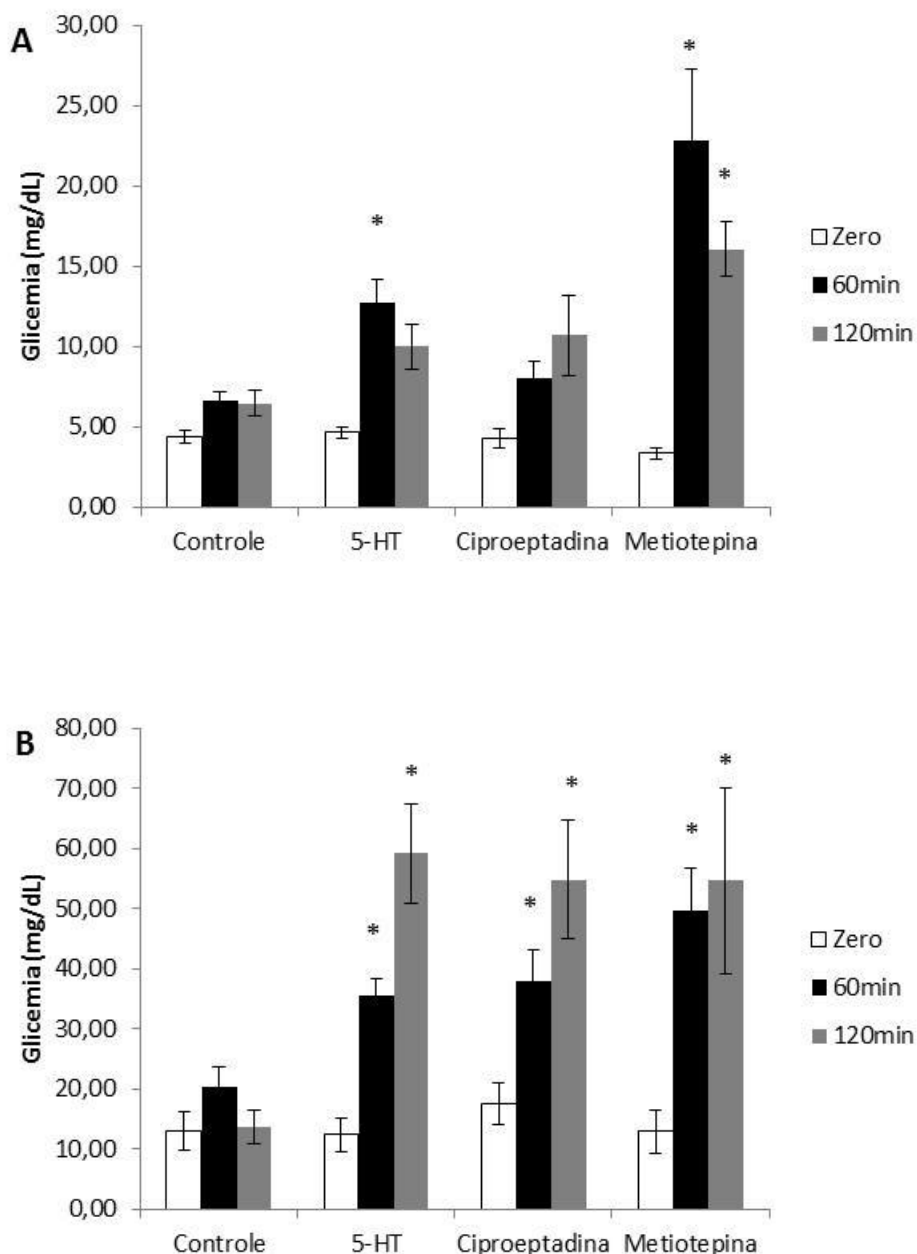 A
Glicemia (mg/dL)
30,00
25,00
20,00
15,00
10,00
5,00
0,00
*
*
*
Controle 5-HT Ciproeptadina Metiotepina
Zero
60min
120min
B
Glicemia (mg/dL)
80,00
70,00
60,00
50,00
40,00
30,00
20,00
10,00
0,00
*
*
*
*
*
*
Controle 5-HT Ciproeptadina Metiotepina
Zero
60min
120min